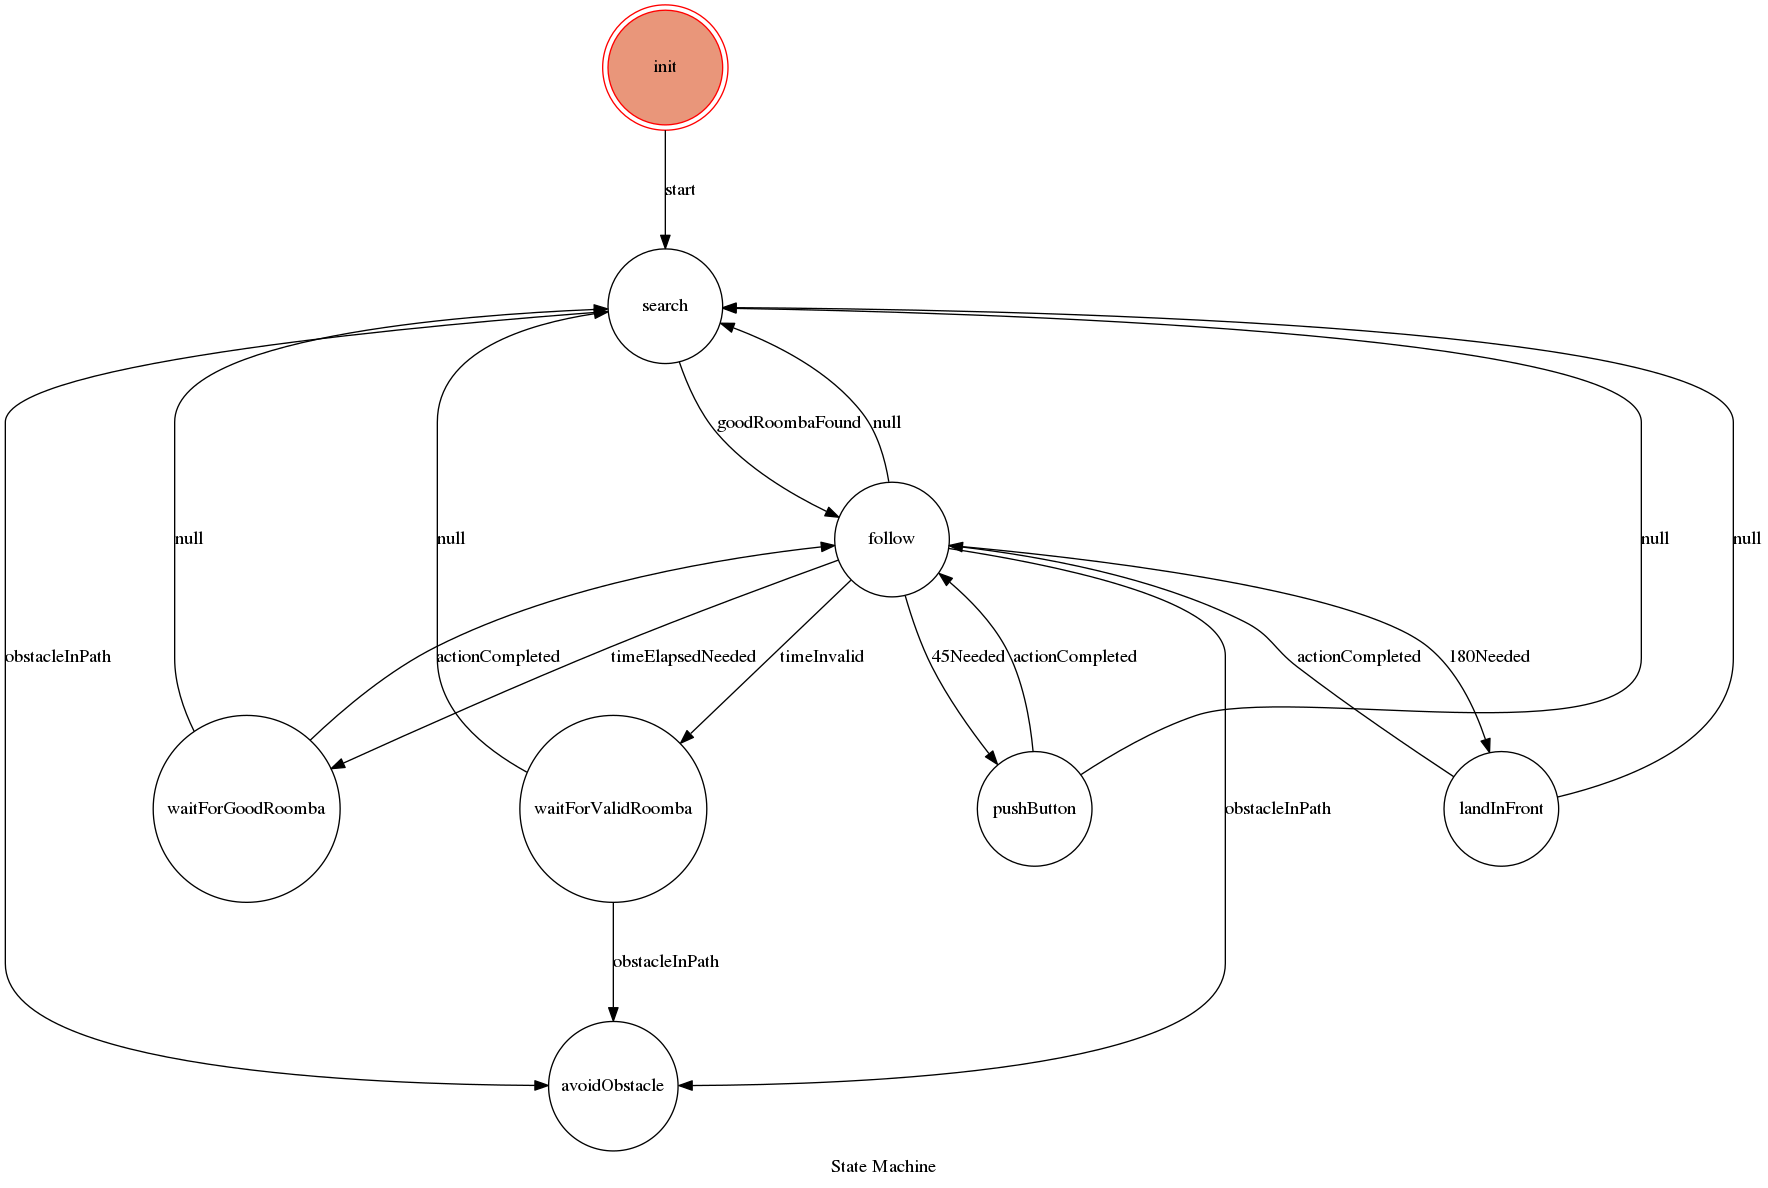 init
start
search
goodRoombaFound
null
null
null
follow
null
null
obstacleInPath
actionCompleted
timeElapsedNeeded
timeInvalid
45Needed
actionCompleted
actionCompleted
180Needed
waitForGoodRoomba
waitForValidRoomba
pushButton
obstacleInPath
landInFront
obstacleInPath
avoidObstacle
State Machine